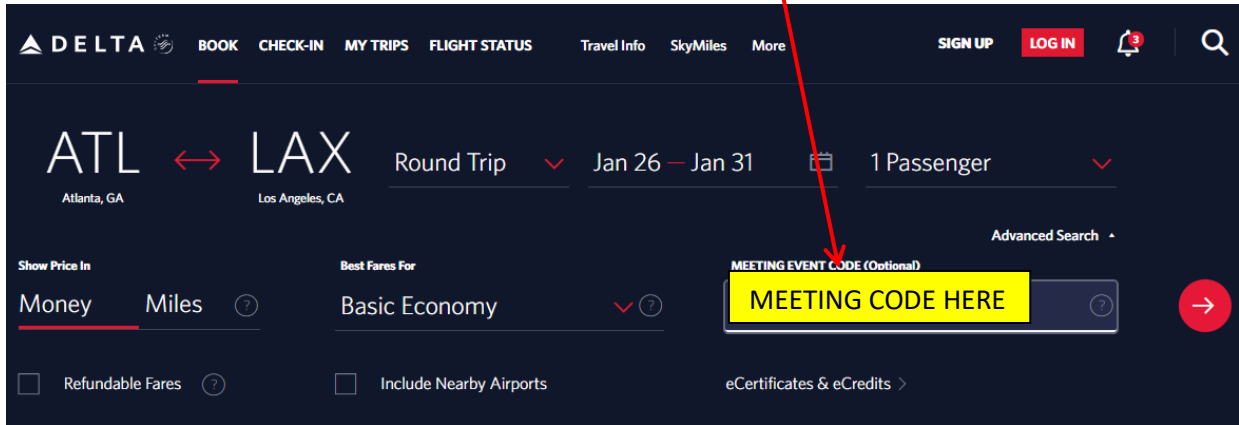 DELTA BOOK CHECK-IN MY TRIPS FLIGHT STATUS Travel Info SkyMiles More SIGN UP LOG IN 3
ATL LAX Round Trip Jan 26 — Jan 31 1 Passenger
Atlanta, GA Los Angeles, CA
Advanced Search
Show Price In Best Fares For MEETING EVENT CODE (Optional)
Money Miles ? Basic Economy ? MEETING CODE HERE ?
Refundable Fares ? Include Nearby Airports eCertificates & eCredits >